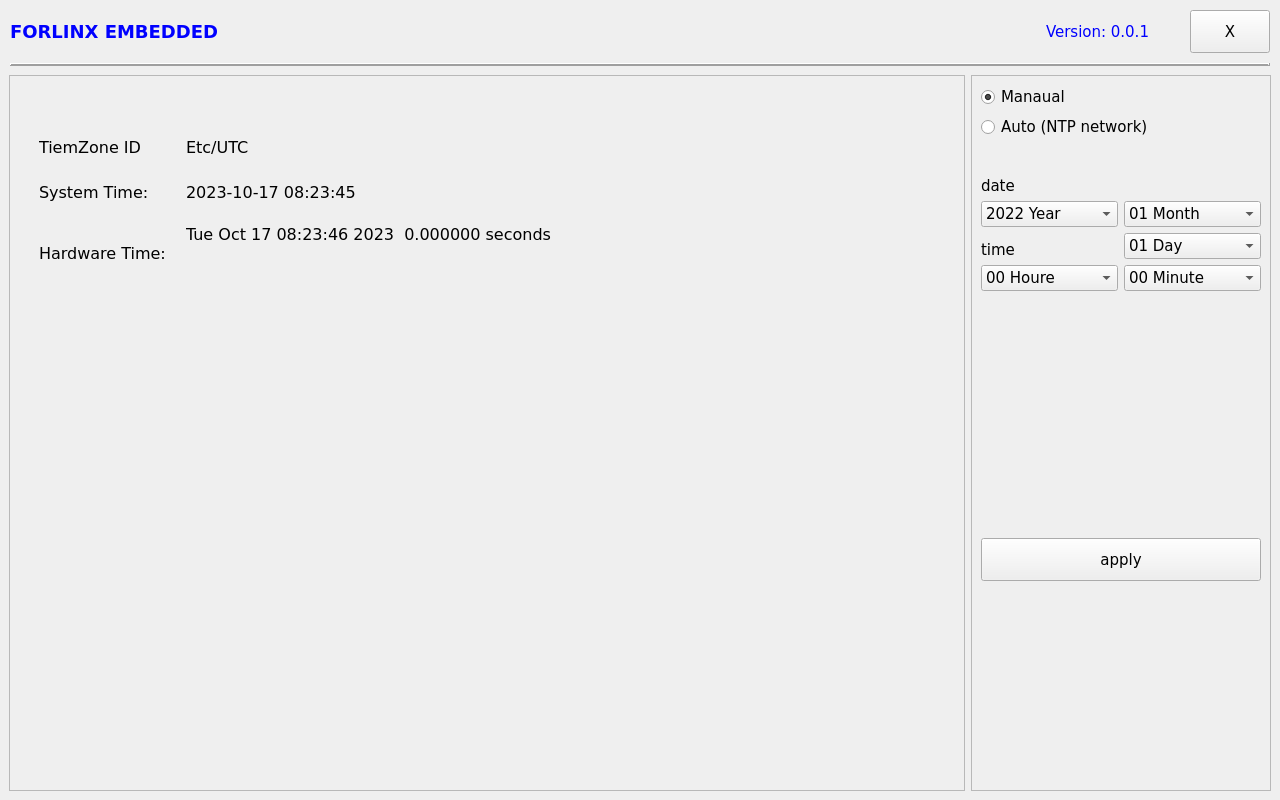 FORLINX EMBEDDED
Version: 0.0.1
X
TiemZone ID
Etc/UTC
System Time:
2023-10-17 08:23:45
Hardware Time:
Tue Oct 17 08:23:46 2023  0.000000 seconds
Manaual
Auto (NTP network)
date
2022 Year
01 Month
01 Day
time
00 Houre
00 Minute
apply